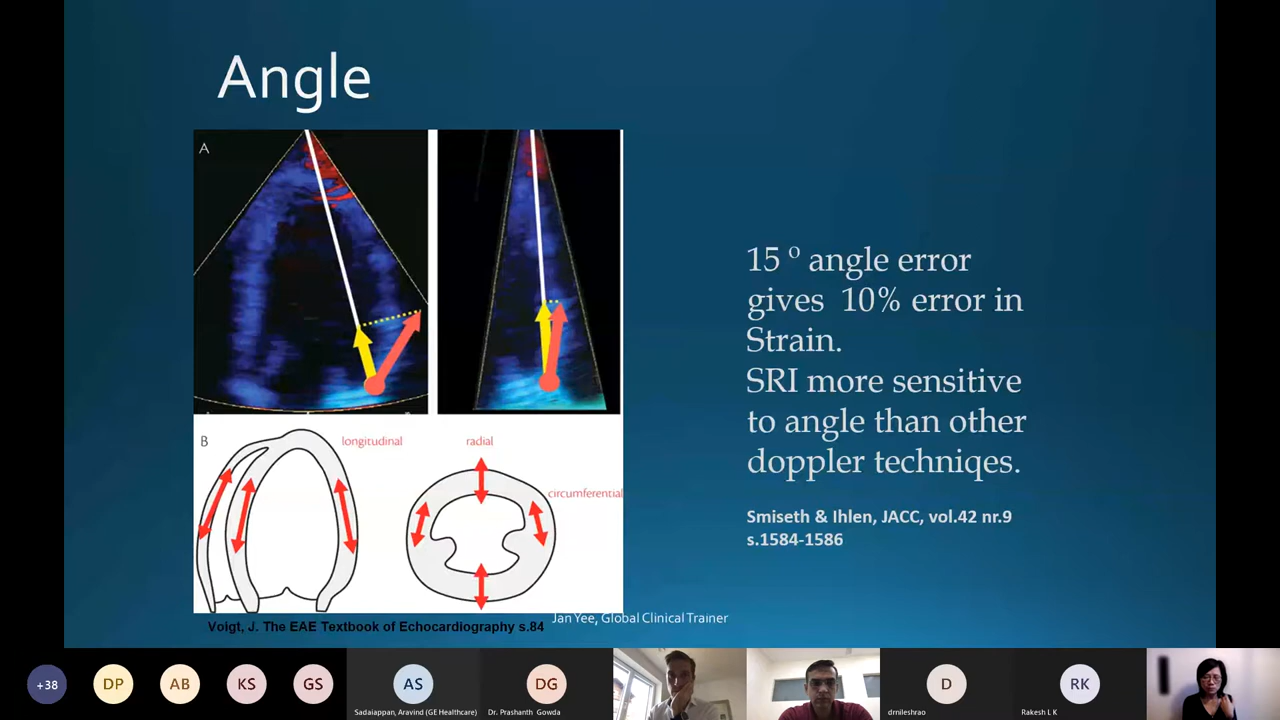 Angle
A
B
longitudinal
radial
circumferential
15 º angle error
gives 10% error in
Strain.
SRI more sensitive
to angle than other
doppler techniqes.
Smiseth & Ihlen, JACC, vol.42 nr.9
s.1584-1586
Jan Yee, Global Clinical Trainer
Voigt, J. The EAE Textbook of Echocardiography s.84
+38
DP
AB
KS
GS
AS
Sadaiappan, Aravind (GE Healthcare)
DG
Dr. Prashanth Gowda
D
drnileshrao
RK
Rakesh L K